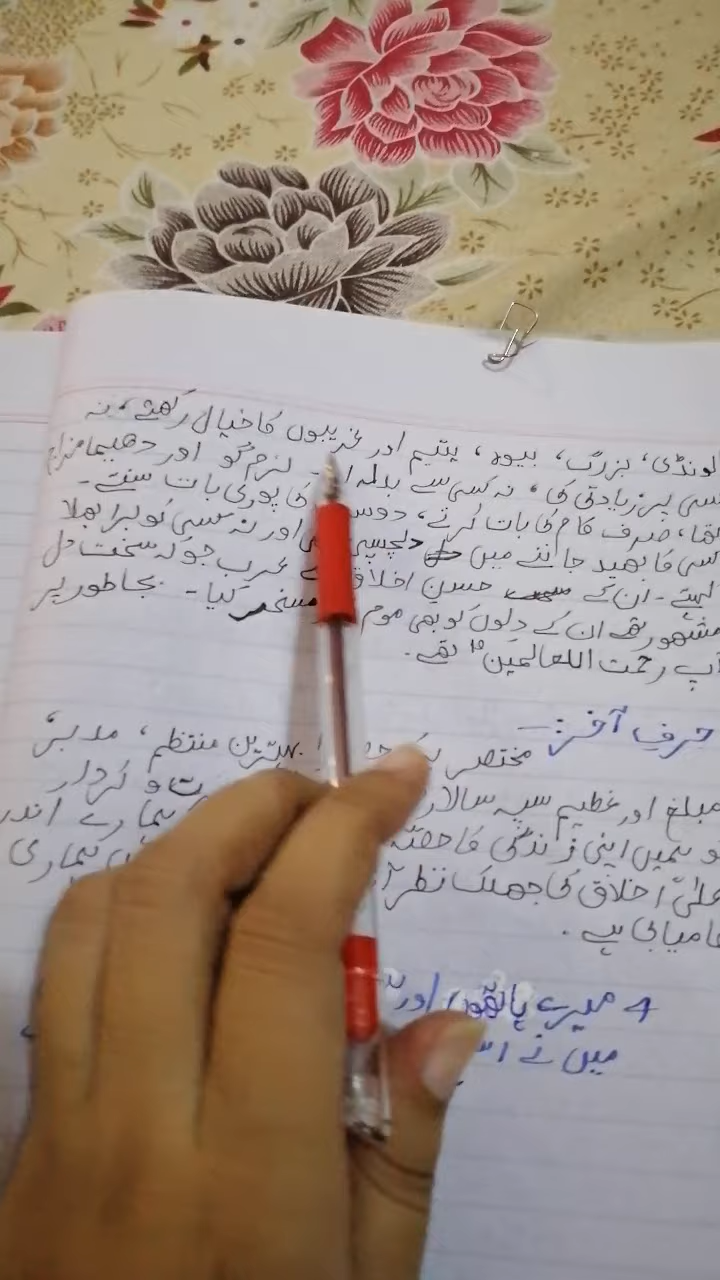 لونڈی، بزرگ، بیوہ، یتیم اور غریبوں کا خیال رکھتے، نہ
کسی پر زیادتی کی، نہ کسی سے بدلہ نرم گو اور دھیما مزاج
تھا، صرف کام کی بات کرتے، کی پوری بات سنتے۔
کسی کا بھید جاننے میں دلچسپی اور نہ کسی کو برا بھلا
کہتے۔ ان کے حسنِ اخلاق عرب جو کہ سخت دل
مشہور تھے ان کے دلوں کو بھی موم مسخر کیا۔ بجا طور پر
آپ رحمت اللعالمین تھے۔
حرفِ آخر:۔
مختصر بہترین منتظم، مدبر،
مبلغ اور عظیم سپہ سالار و کردار
کو ہمیں اپنی زندگی کا حصہ ہمارے اندر
اعلیٰ اخلاق کی جھلک نظر ہماری
کامیابی ہے۔
میرے ہاتھوں اور
میں نے